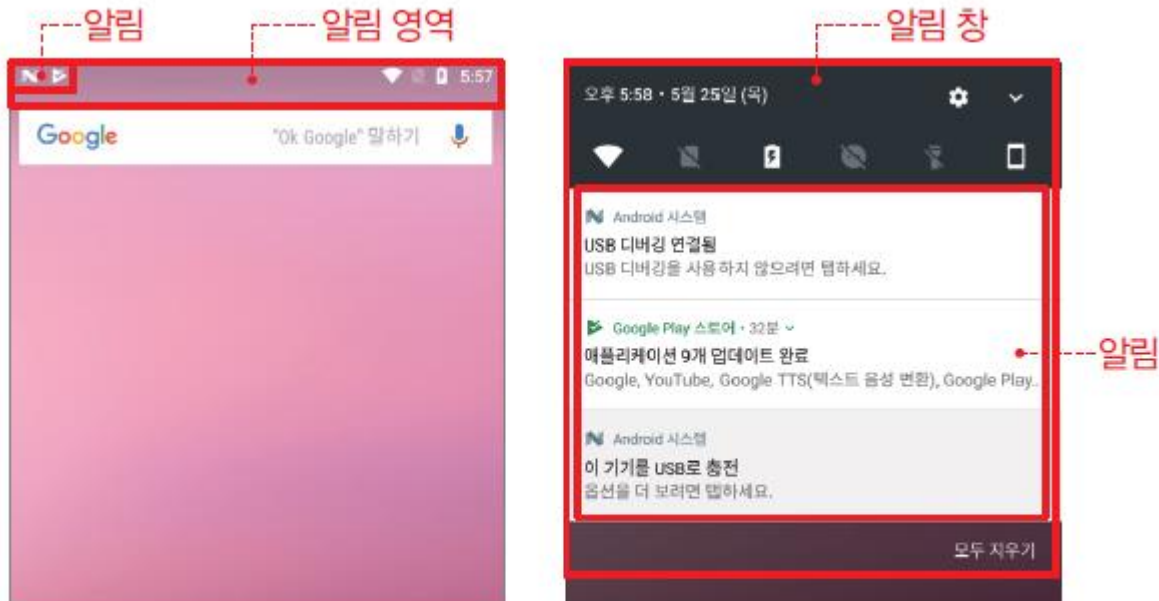 알림
알림 영역
5:57
Google
"Ok Google" 말하기
알림 창
오후 5:58 • 5월 25일 (목)
Android 시스템
USB 디버깅 연결됨
USB 디버깅을 사용하지 않으려면 탭하세요.
Google Play 스토어 • 32분
애플리케이션 9개 업데이트 완료
Google, YouTube, Google TTS(텍스트 음성 변환), Google Play..
알림
Android 시스템
이 기기를 USB로 충전
옵션을 더 보려면 탭하세요.
모두 지우기